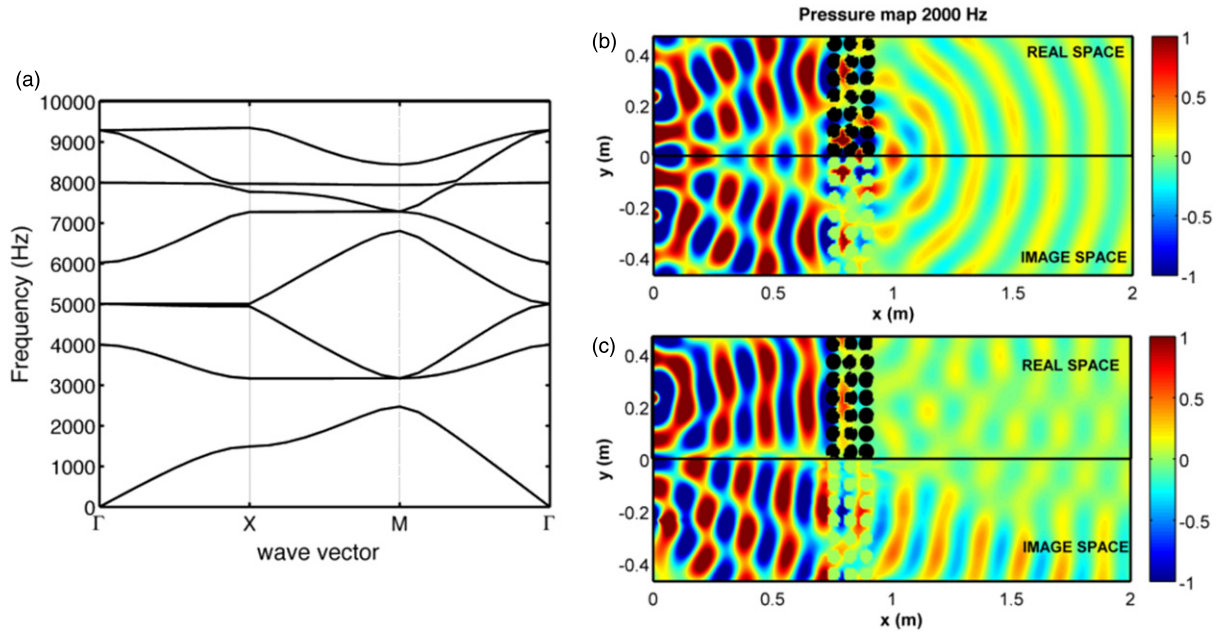 (a)
Frequency (Hz)
10000
9000
8000
7000
6000
5000
4000
3000
2000
1000
0
Γ X M Γ
wave vector
Pressure map 2000 Hz
(b)
y (m)
0.4
0.2
0
-0.2
-0.4
REAL SPACE
IMAGE SPACE
0 0.5 1 1.5 2
x (m)
1
0.5
0
-0.5
-1
(c)
y (m)
0.4
0.2
0
-0.2
-0.4
REAL SPACE
IMAGE SPACE
0 0.5 1 1.5 2
x (m)
1
0.5
0
-0.5
-1